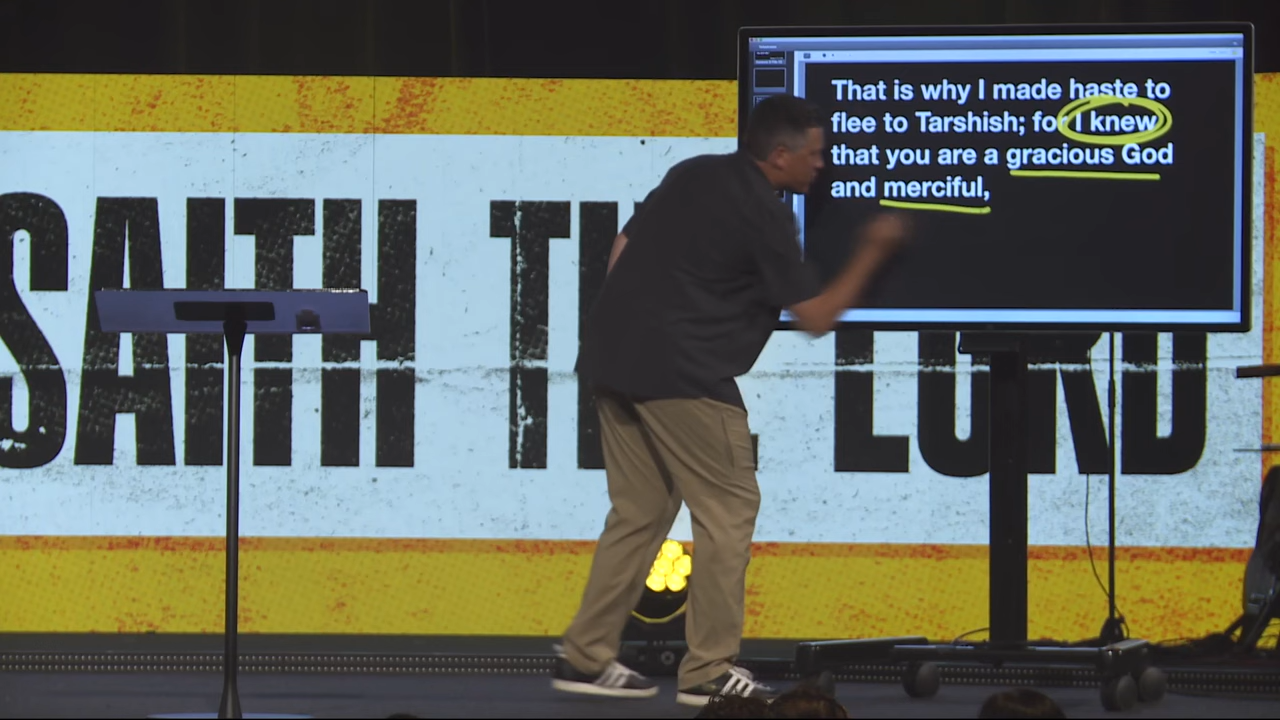 That is why I made haste to
flee to Tarshish; for I knew
that you are a gracious God
and merciful,
SAITH THE LORD